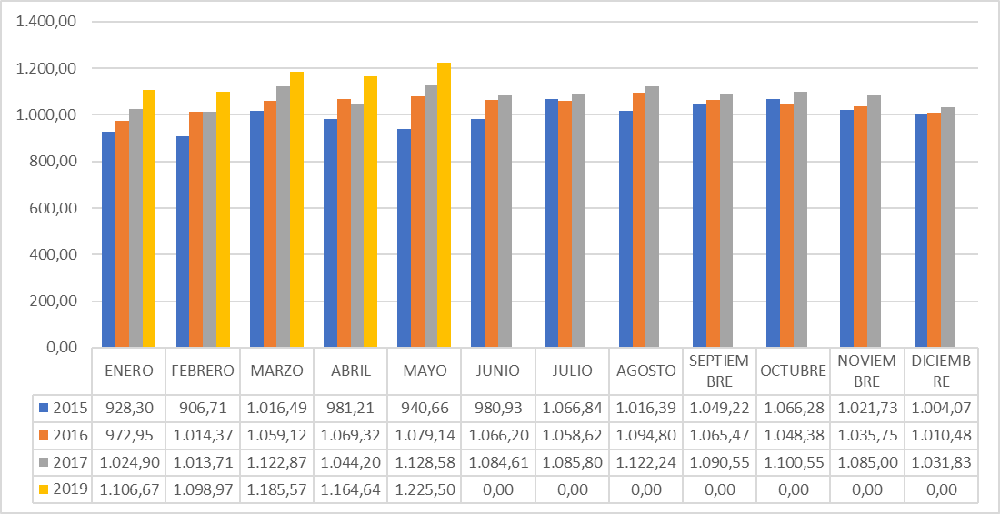 1.400,00
1.200,00
1.000,00
800,00
600,00
400,00
200,00
0,00
ENERO FEBRERO MARZO ABRIL MAYO JUNIO JULIO AGOSTO SEPTIEM OCTUBRE NOVIEM DICIEMB
BRE BRE RE
2015 928,30 906,71 1.016,49 981,21 940,66 980,93 1.066,84 1.016,39 1.049,22 1.066,28 1.021,73 1.004,07
2016 972,95 1.014,37 1.059,12 1.069,32 1.079,14 1.066,20 1.058,62 1.094,80 1.065,47 1.048,38 1.035,75 1.010,48
2017 1.024,90 1.013,71 1.122,87 1.044,20 1.128,58 1.084,61 1.085,80 1.122,24 1.090,55 1.100,55 1.085,00 1.031,83
2019 1.106,67 1.098,97 1.185,57 1.164,64 1.225,50 0,00 0,00 0,00 0,00 0,00 0,00 0,00